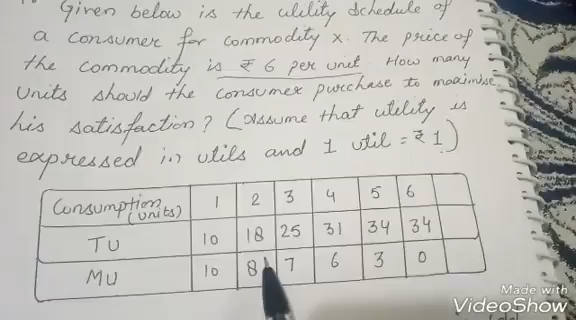 Given below is the utility schedule of
a consumer for commodity x. The price of
the commodity is ₹ 6 per unit. How many
units should the consumer purchase to maximise
his satisfaction? (Assume that utility is
expressed in utils and 1 util = ₹ 1)
Consumption (units) 1 2 3 4 5 6
TU 10 18 25 31 34 34
MU 10 8 7 6 3 0
Made with
VideoShow